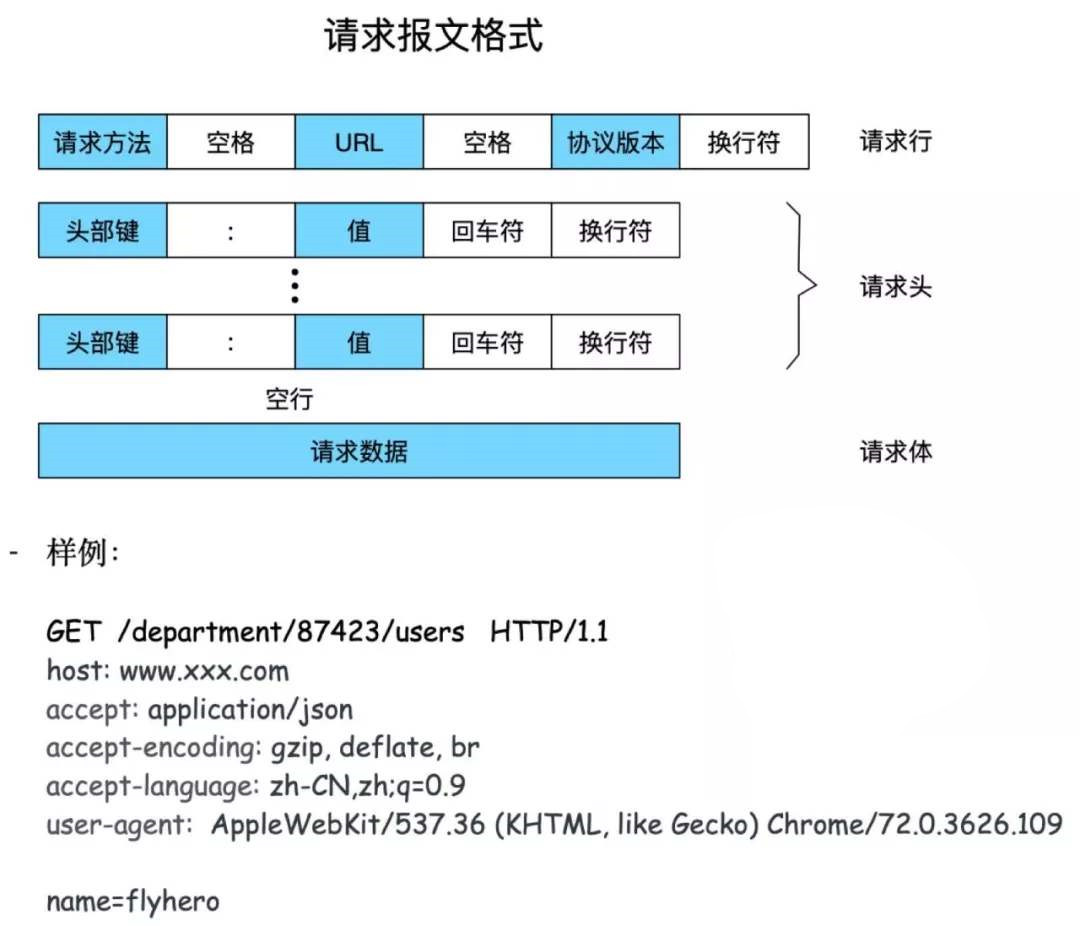 请求报文格式
请求方法 空格 URL 空格 协议版本 换行符 请求行
头部键 : 值 回车符 换行符
请求头
头部键 : 值 回车符 换行符
空行
请求数据 请求体
- 样例:
GET /department/87423/users HTTP/1.1
host: www.xxx.com
accept: application/json
accept-encoding: gzip, deflate, br
accept-language: zh-CN,zh;q=0.9
user-agent: AppleWebKit/537.36 (KHTML, like Gecko) Chrome/72.0.3626.109
name=flyhero